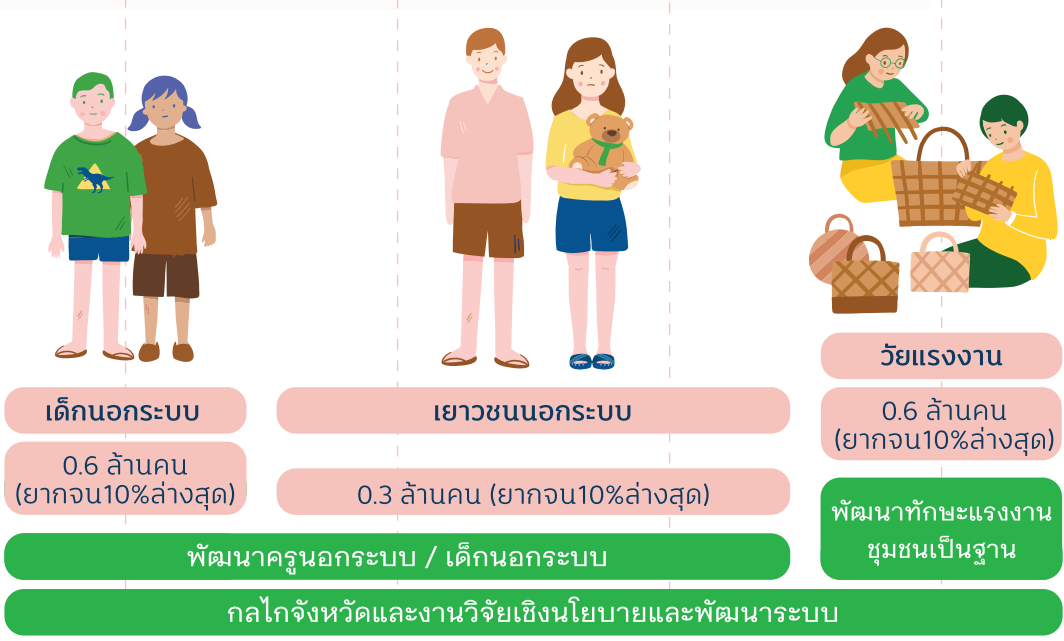 เด็กนอกระบบ
0.6 ล้านคน
(ยากจน10%ล่างสุด)
เยาวชนนอกระบบ
0.3 ล้านคน (ยากจน10%ล่างสุด)
วัยแรงงาน
0.6 ล้านคน
(ยากจน10%ล่างสุด)
พัฒนาทักษะแรงงาน
ชุมชนเป็นฐาน
พัฒนาครูนอกระบบ / เด็กนอกระบบ
กลไกจังหวัดและงานวิจัยเชิงนโยบายและพัฒนาระบบ